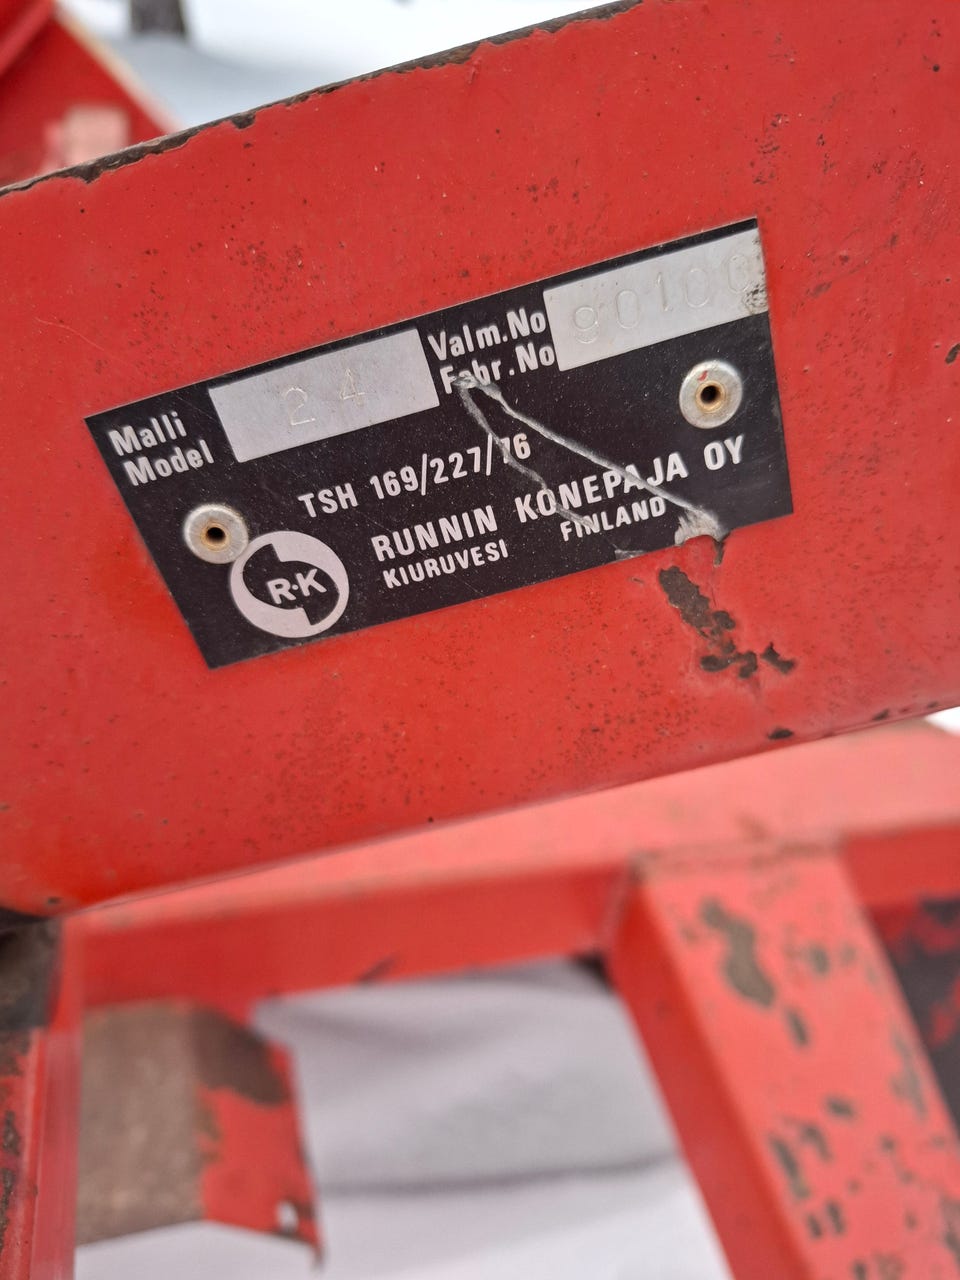 Malli
Model
24
Valm.No
Fabr.No
90100
TSH 169/227/76
R·K
RUNNIN KONEPAJA OY
KIURUVESI FINLAND